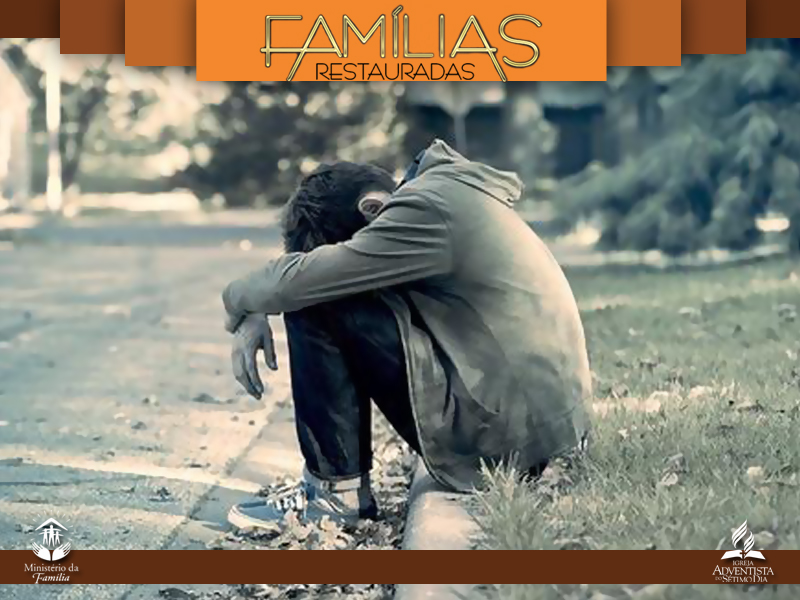 FAMÍLIAS
RESTAURADAS
Ministério da
Família
IGREJA
ADVENTISTA
DO SÉTIMO DIA